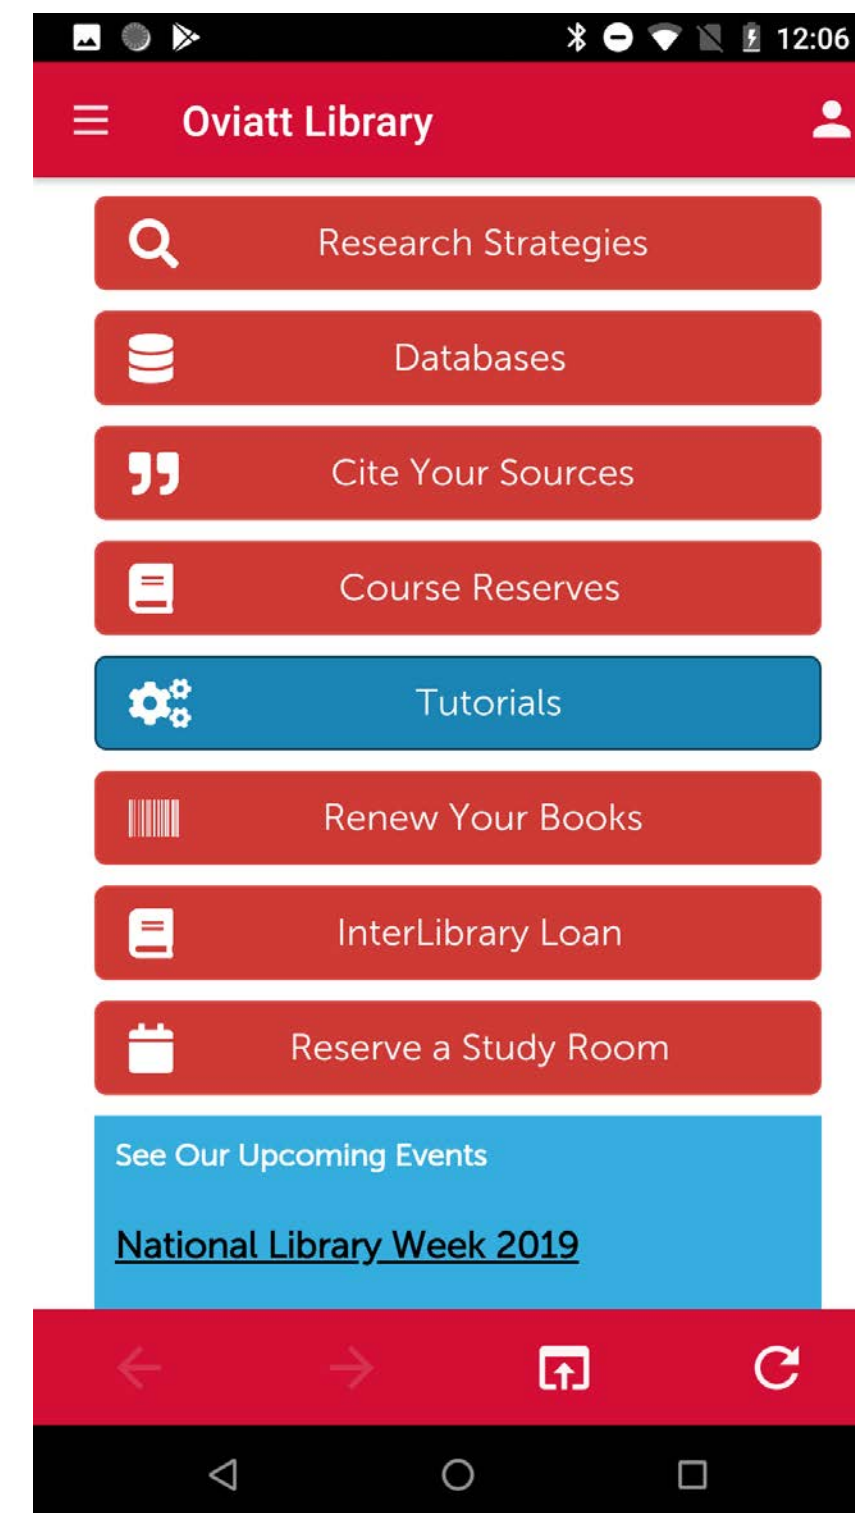 12:06
Oviatt Library
Research Strategies
Databases
Cite Your Sources
Course Reserves
Tutorials
Renew Your Books
InterLibrary Loan
Reserve a Study Room
See Our Upcoming Events
National Library Week 2019